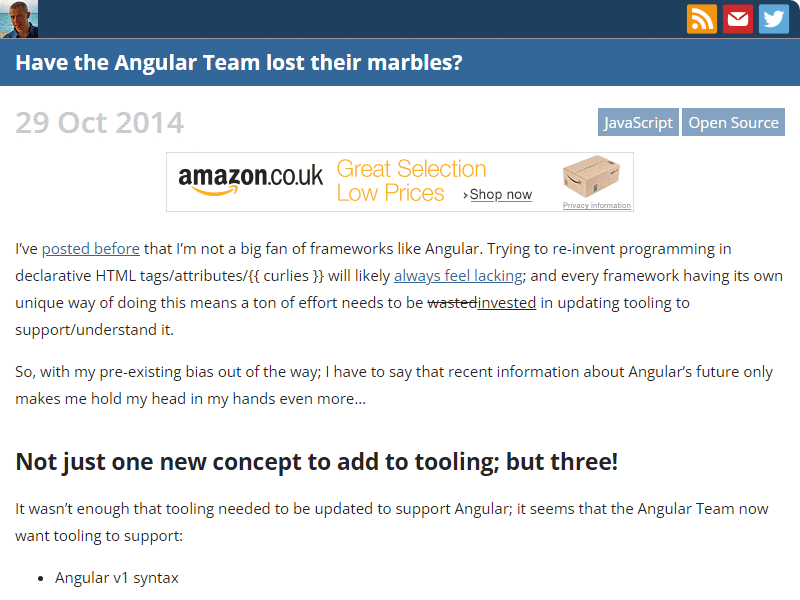 Have the Angular Team lost their marbles?
29 Oct 2014
JavaScript Open Source
amazon.co.uk Great Selection
Low Prices ›Shop now
Privacy information
I’ve posted before that I’m not a big fan of frameworks like Angular. Trying to re-invent programming in
declarative HTML tags/attributes/{{ curlies }} will likely always feel lacking; and every framework having its own
unique way of doing this means a ton of effort needs to be wastedinvested in updating tooling to
support/understand it.
So, with my pre-existing bias out of the way; I have to say that recent information about Angular’s future only
makes me hold my head in my hands even more…
Not just one new concept to add to tooling; but three!
It wasn’t enough that tooling needed to be updated to support Angular; it seems that the Angular Team now
want tooling to support:
• Angular v1 syntax